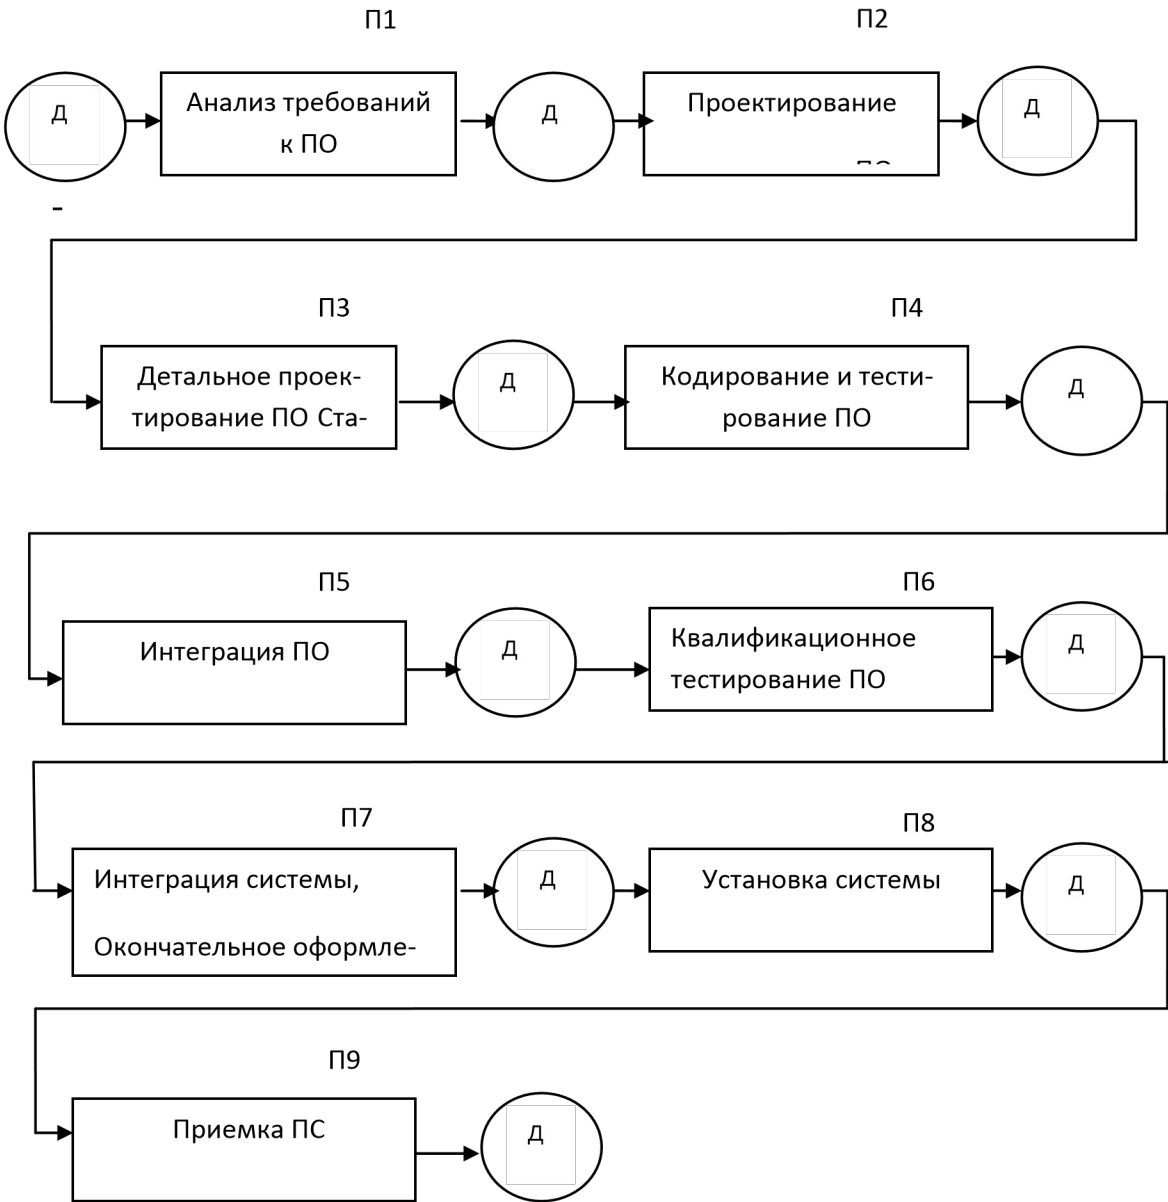 П1
П2
Д
Анализ требований
к ПО
Д
Проектирование
Д
-
П3
П4
Детальное проек-
тирование ПО Ста-
Д
Кодирование и тести-
рование ПО
Д
П5
П6
Интеграция ПО
Д
Квалификационное
тестирование ПО
Д
П7
П8
Интеграция системы,
Окончательное оформле-
Д
Установка системы
Д
П9
Приемка ПС
Д